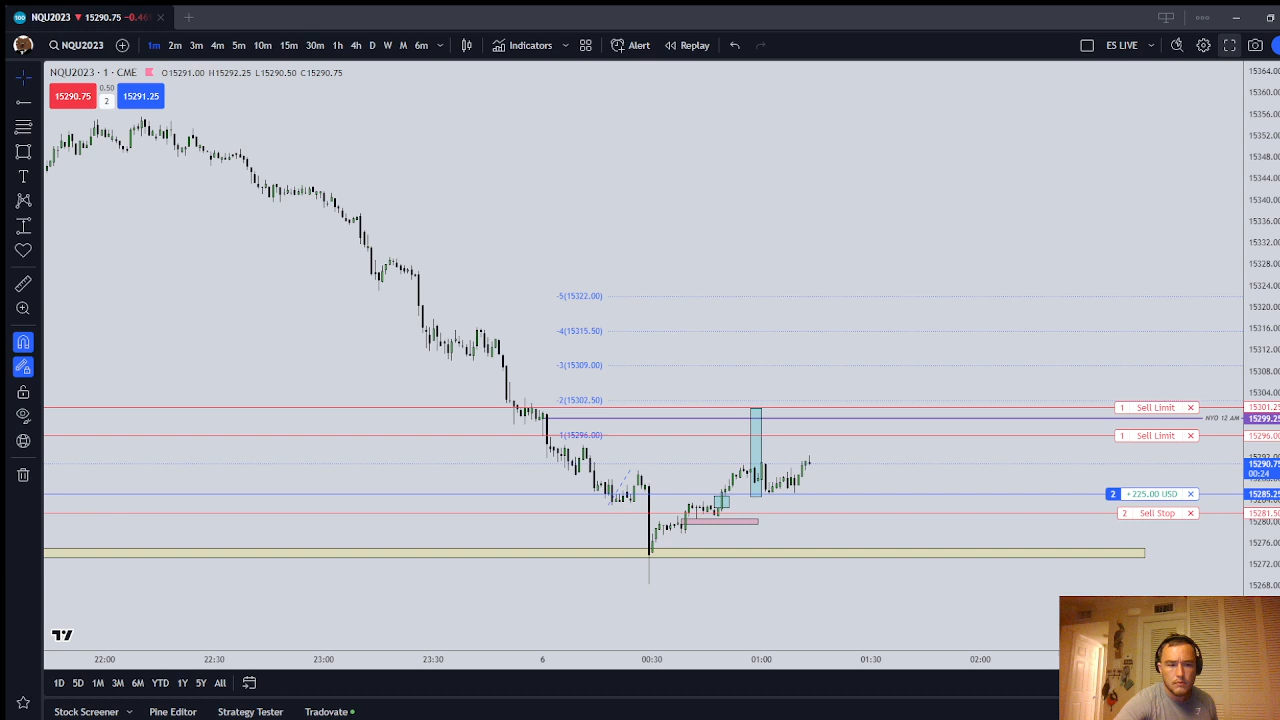 NQU2023 ▼ 15290.75 −0.46
NQU2023 1m 2m 3m 4m 5m 10m 15m 30m 1h 4h D W M 6m Indicators Alert Replay ES LIVE
NQU2023 · 1 · CME O15291.00 H15292.25 L15290.50 C15290.75
15290.75 0.50 2 15291.25
15364.00
15360.00
15356.00
15352.00
15348.00
15344.00
15340.00
15336.00
15332.00
15328.00
15324.00
-5(15322.00)
15320.00
15316.00
-4(15315.50)
15312.00
-3(15309.00)
15308.00
15304.00
-2(15302.50)
1 Sell Limit × 15301.25
NYO 12 AM 15299.25
1(15296.00) 1 Sell Limit × 15296.00
15290.75
00:24
2 +225.00 USD × 15285.25
2 Sell Stop × 15281.50
15280.00
15276.00
15272.00
15268.00
22:00 22:30 23:00 23:30 6 00:30 01:00 01:30 02:00
1D 5D 1M 3M 6M YTD 1Y 5Y All
Stock Screener Pine Editor Strategy Tester Tradovate